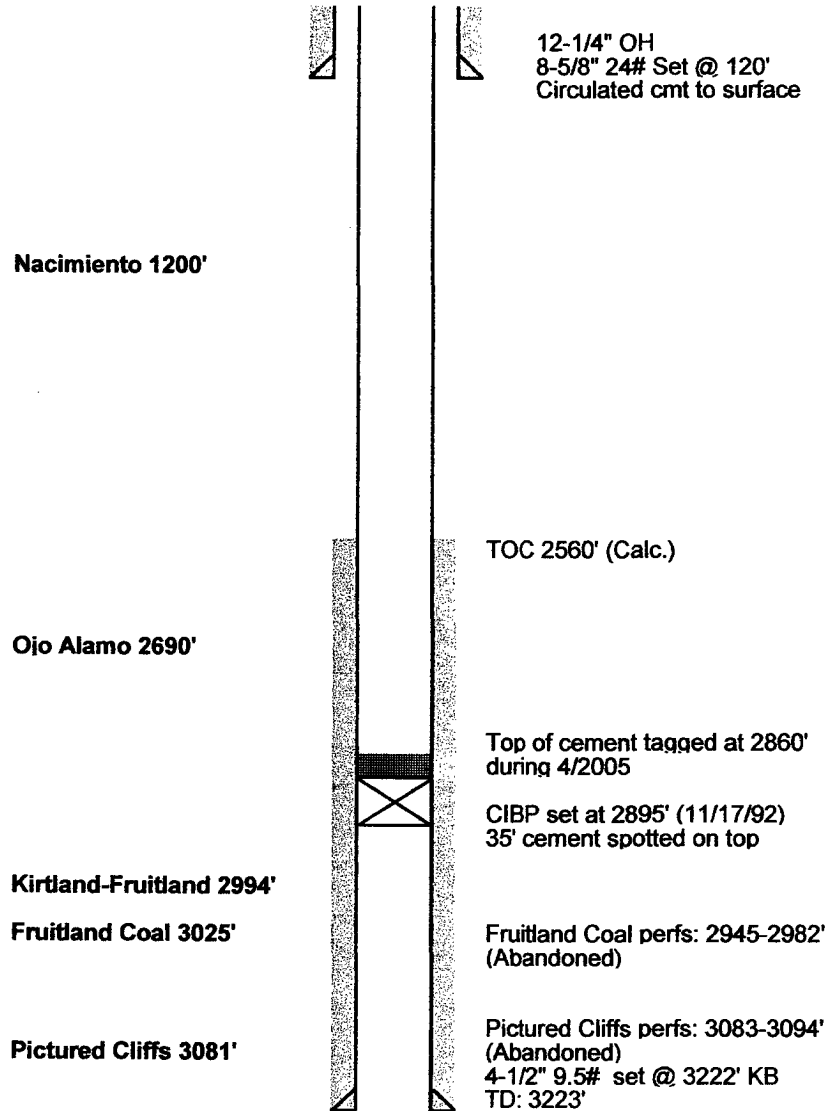 12-1/4" OH
8-5/8" 24# Set @ 120'
Circulated cmt to surface
Nacimiento 1200'
TOC 2560' (Calc.)
Ojo Alamo 2690'
Top of cement tagged at 2860'
during 4/2005
CIBP set at 2895' (11/17/92)
35' cement spotted on top
Kirtland-Fruitland 2994'
Fruitland Coal 3025'
Fruitland Coal perfs: 2945-2982'
(Abandoned)
Pictured Cliffs 3081'
Pictured Cliffs perfs: 3083-3094'
(Abandoned)
4-1/2" 9.5# set @ 3222' KB
TD: 3223'